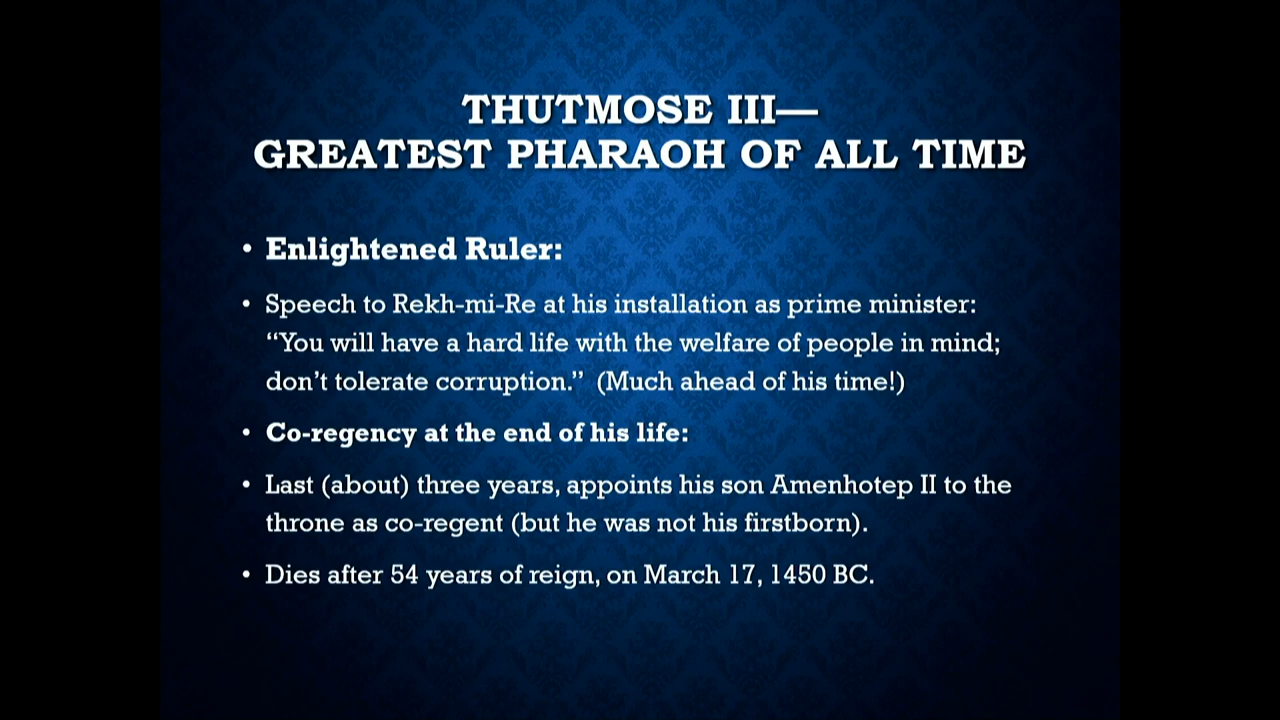 THUTMOSE III—
GREATEST PHARAOH OF ALL TIME
• Enlightened Ruler:
• Speech to Rekh-mi-Re at his installation as prime minister:
“You will have a hard life with the welfare of people in mind;
don’t tolerate corruption.” (Much ahead of his time!)
• Co-regency at the end of his life:
• Last (about) three years, appoints his son Amenhotep II to the
throne as co-regent (but he was not his firstborn).
• Dies after 54 years of reign, on March 17, 1450 BC.